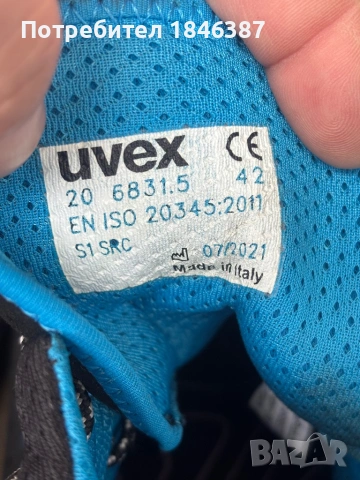 Потребител 1846387
uvex CE
20 6831.5 42
EN ISO 20345:2011
S1 SRC 07/2021
Made in Italy
BAZAR